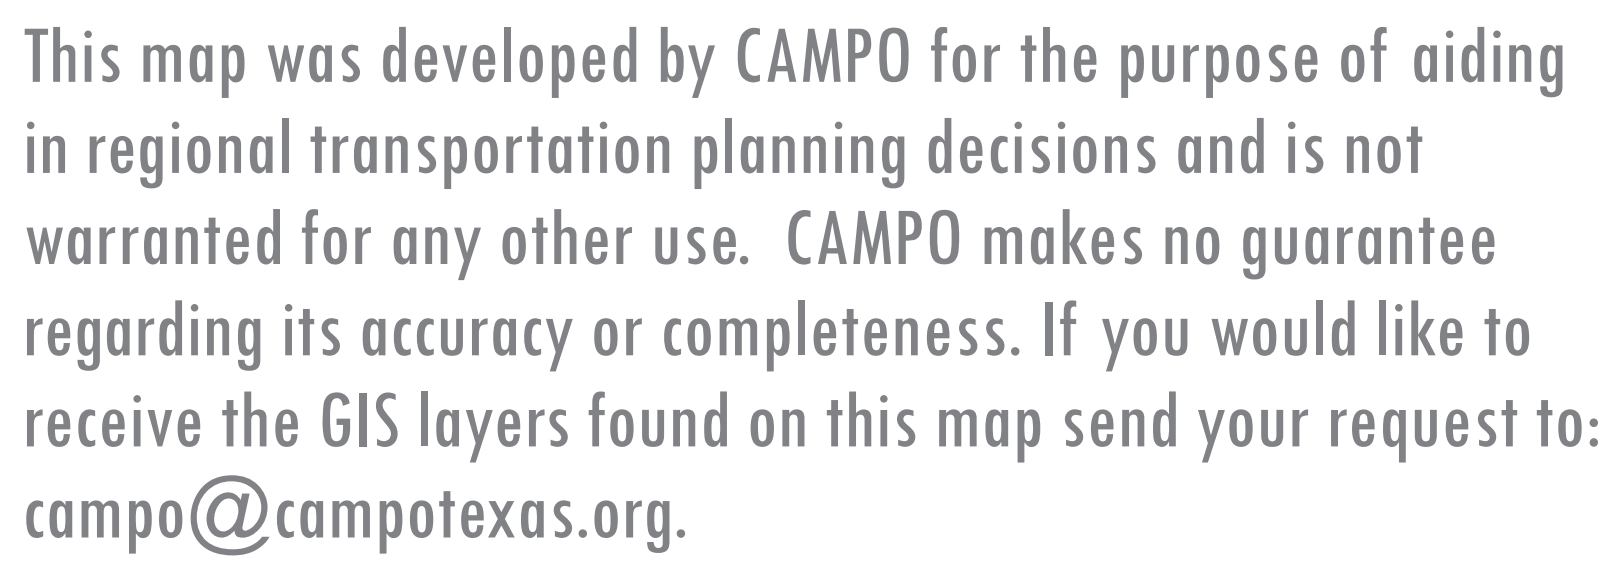 This map was developed by CAMPO for the purpose of aiding
in regional transportation planning decisions and is not
warranted for any other use.  CAMPO makes no guarantee
regarding its accuracy or completeness. If you would like to
receive the GIS layers found on this map send your request to:
campo@campotexas.org.